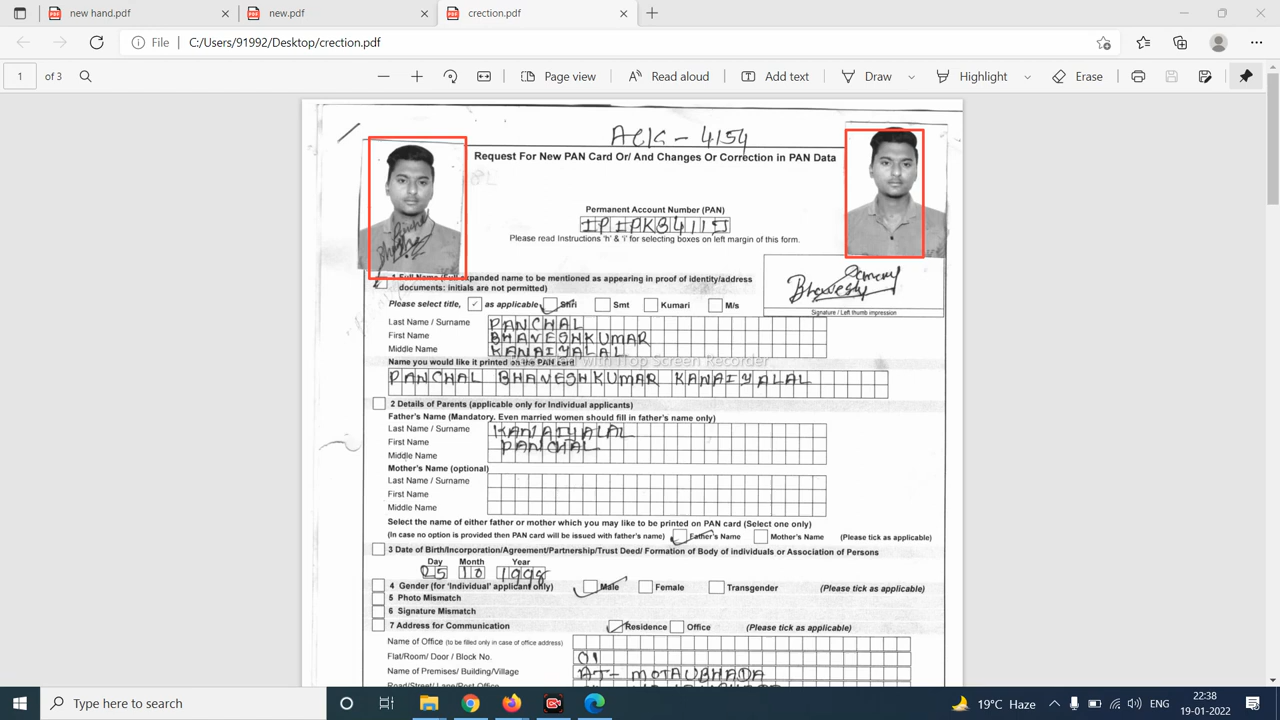 new hand.pdf
new.pdf
crection.pdf
File
C:/Users/91992/Desktop/crection.pdf
1 of 3
Page view
Read aloud
Add text
Draw
Highlight
Erase
Request For New PAN Card Or/ And Changes Or Correction in PAN Data
Permanent Account Number (PAN)
Please read Instructions 'h' & 'i' for selecting boxes on left margin of this form.
1 Full Name (Full expanded name to be mentioned as appearing in proof of identity/address
documents: initials are not permitted)
Please select title, ✓ as applicable Shri Smt Kumari M/s
Signature / Left thumb impression
Last Name / Surname PANCHAL
First Name BHAVESHKUMAR
Middle Name KANAIYALAL
Recorded with iTop Screen Recorder
Name you would like it printed on the PAN card
PANCHAL BHAVESHKUMAR KANAIYALAL
2 Details of Parents (applicable only for Individual applicants)
Father's Name (Mandatory. Even married women should fill in father's name only)
Last Name / Surname KANAIYALAL
First Name PANCHAL
Middle Name
Mother's Name (optional)
Last Name / Surname
First Name
Middle Name
Select the name of either father or mother which you may like to be printed on PAN card (Select one only)
(In case no option is provided then PAN card will be issued with father's name) Father's Name Mother's Name (Please tick as applicable)
3 Date of Birth/Incorporation/Agreement/Partnership/Trust Deed/ Formation of Body of individuals or Association of Persons
Day Month Year
05 10 1998
4 Gender (for 'Individual' applicant only) Male Female Transgender (Please tick as applicable)
5 Photo Mismatch
6 Signature Mismatch
7 Address for Communication Residence Office (Please tick as applicable)
Name of Office (to be filled only in case of office address)
Flat/Room/ Door / Block No. 01
Name of Premises/ Building/Village AT- MOTAUBHADA
Road/Street/ Lane/Post Office
Type here to search
19°C Haze
22:38
19-01-2022